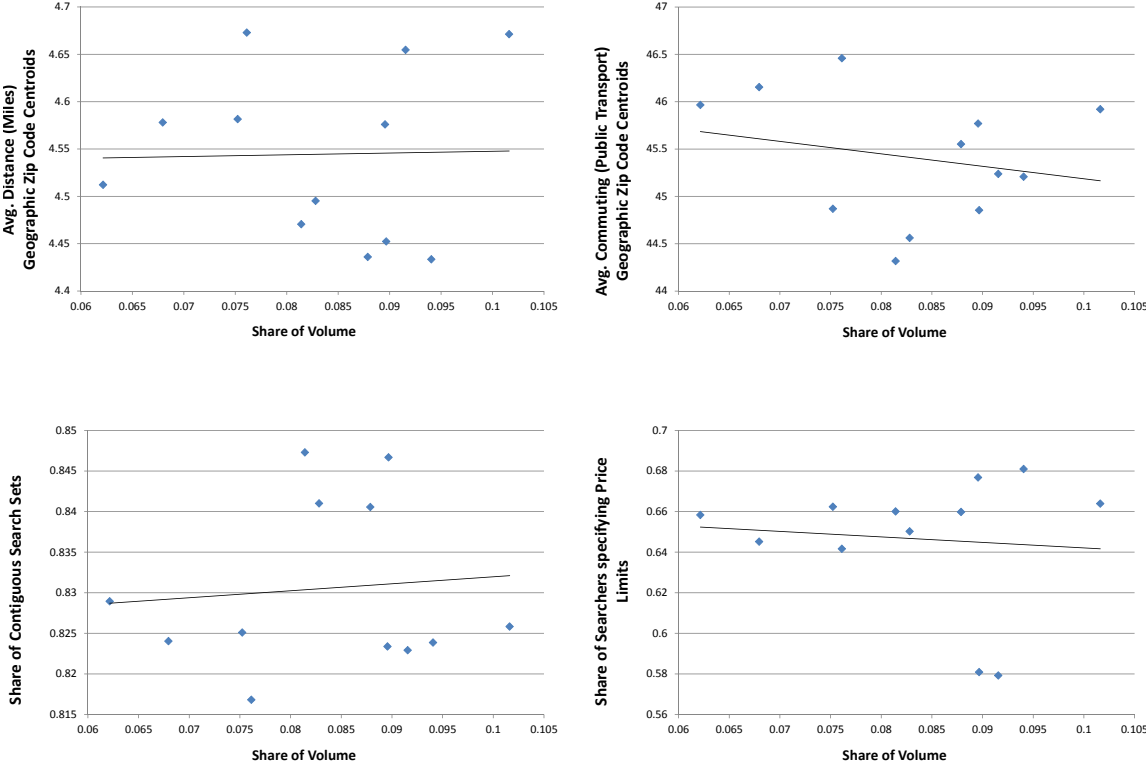 4.7
4.65
4.6
4.55
4.5
4.45
4.4
0.06 0.065 0.07 0.075 0.08 0.085 0.09 0.095 0.1 0.105
Avg. Distance (Miles)
Geographic Zip Code Centroids
Share of Volume
47
46.5
46
45.5
45
44.5
44
0.06 0.065 0.07 0.075 0.08 0.085 0.09 0.095 0.1 0.105
Avg. Commuting (Public Transport)
Geographic Zip Code Centroids
Share of Volume
0.85
0.845
0.84
0.835
0.83
0.825
0.82
0.815
0.06 0.065 0.07 0.075 0.08 0.085 0.09 0.095 0.1 0.105
Share of Contiguous Search Sets
Share of Volume
0.7
0.68
0.66
0.64
0.62
0.6
0.58
0.56
0.06 0.065 0.07 0.075 0.08 0.085 0.09 0.095 0.1 0.105
Share of Searchers specifying Price
Limits
Share of Volume